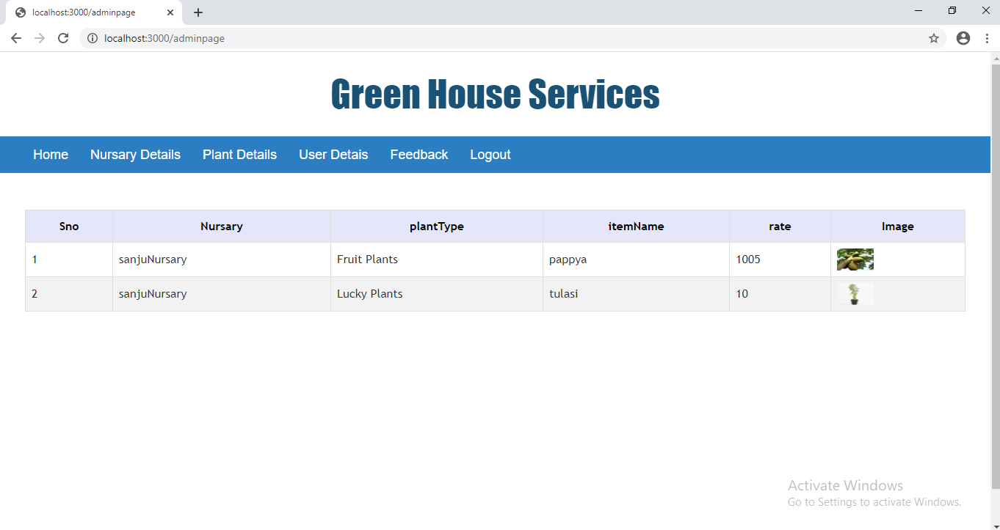 localhost:3000/adminpage
localhost:3000/adminpage
Green House Services
Home Nursary Details Plant Details User Detais Feedback Logout
Sno Nursary plantType itemName rate Image
1 sanjuNursary Fruit Plants pappya 1005
2 sanjuNursary Lucky Plants tulasi 10
Activate Windows
Go to Settings to activate Windows.